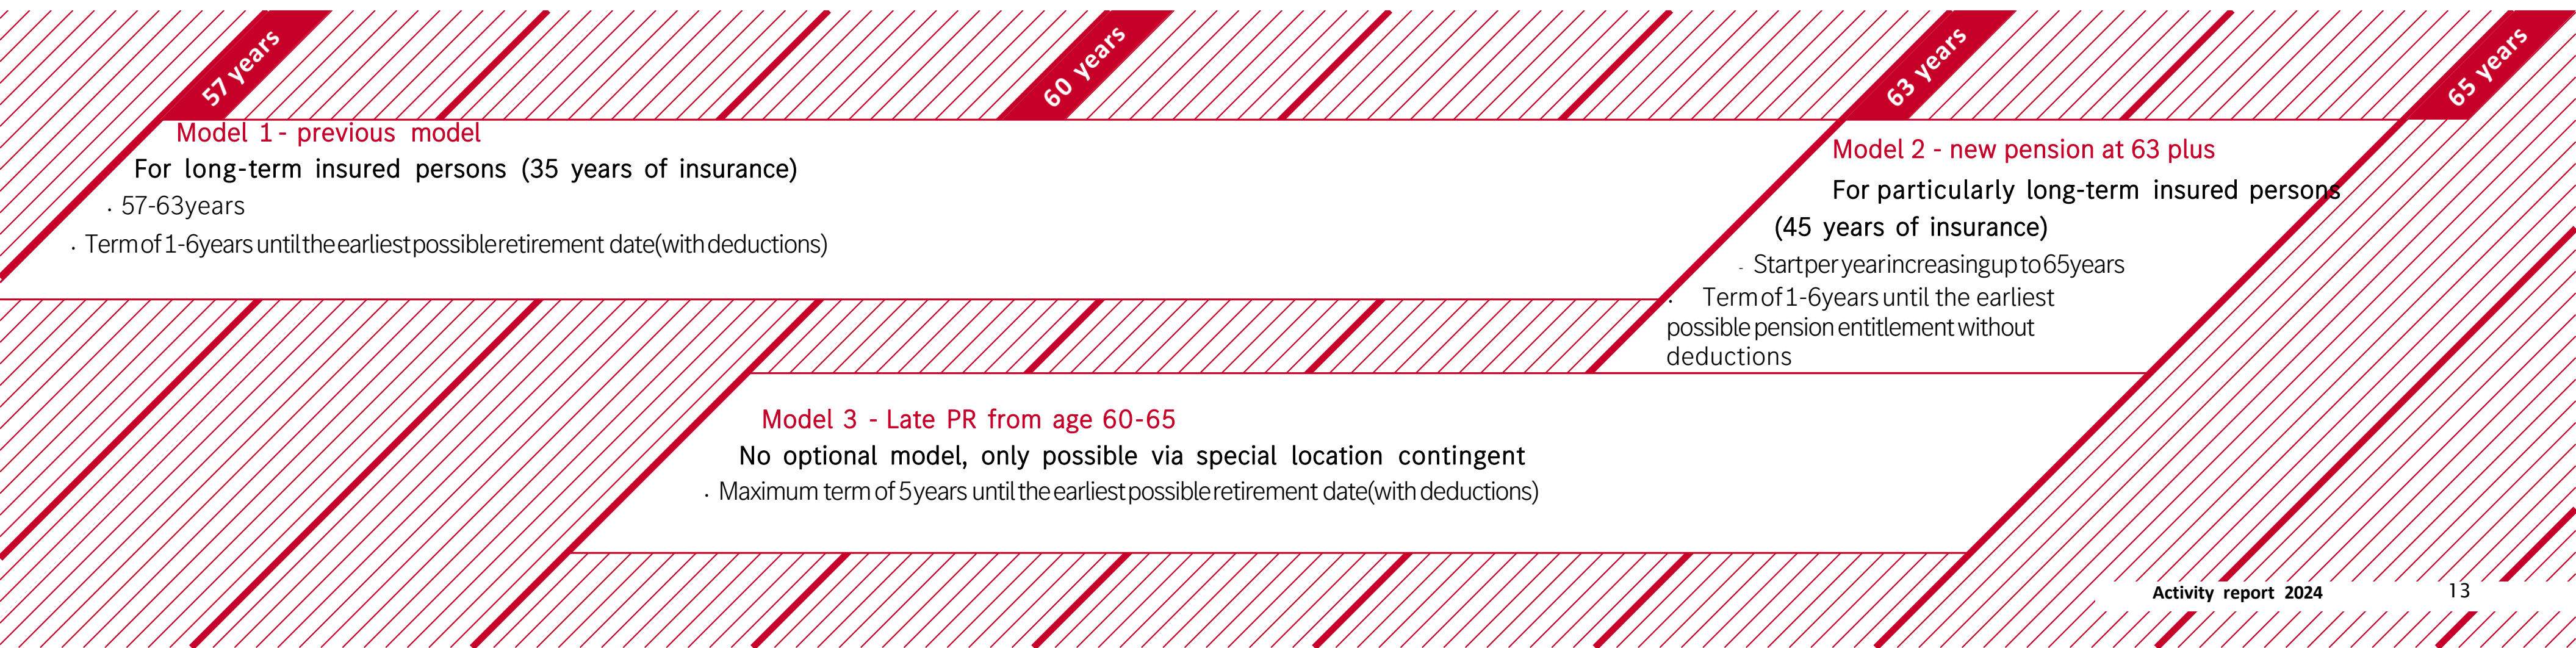 57 years
60 years
63 years
65 years
Model 1 - previous model
For long-term insured persons (35 years of insurance)
· 57-63years
· Term of 1-6years until the earliest possible retirement date(with deductions)
Model 2 - new pension at 63 plus
For particularly long-term insured persons
(45 years of insurance)
- Start per year increasing up to 65years
· Term of 1-6years until the earliest
possible pension entitlement without
deductions
Model 3 - Late PR from age 60-65
No optional model, only possible via special location contingent
· Maximum term of 5years until the earliest possible retirement date(with deductions)
Activity report 2024 13